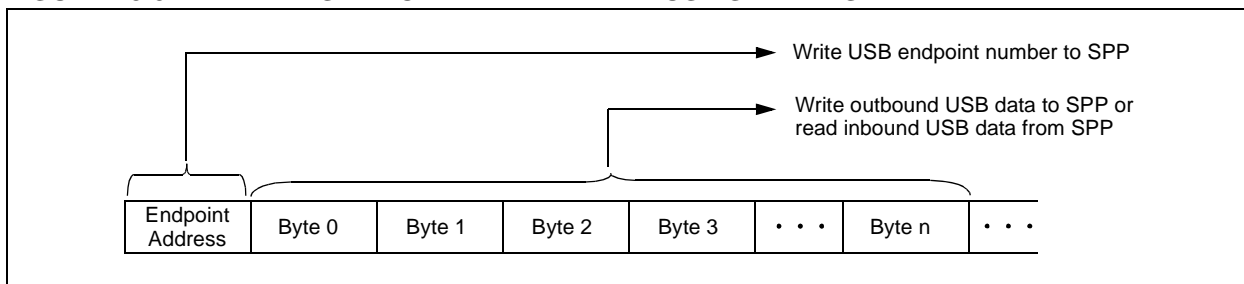 Write USB endpoint number to SPP
Write outbound USB data to SPP or
read inbound USB data from SPP
Endpoint
Address
Byte 0
Byte 1
Byte 2
Byte 3
• • •
Byte n
• • •